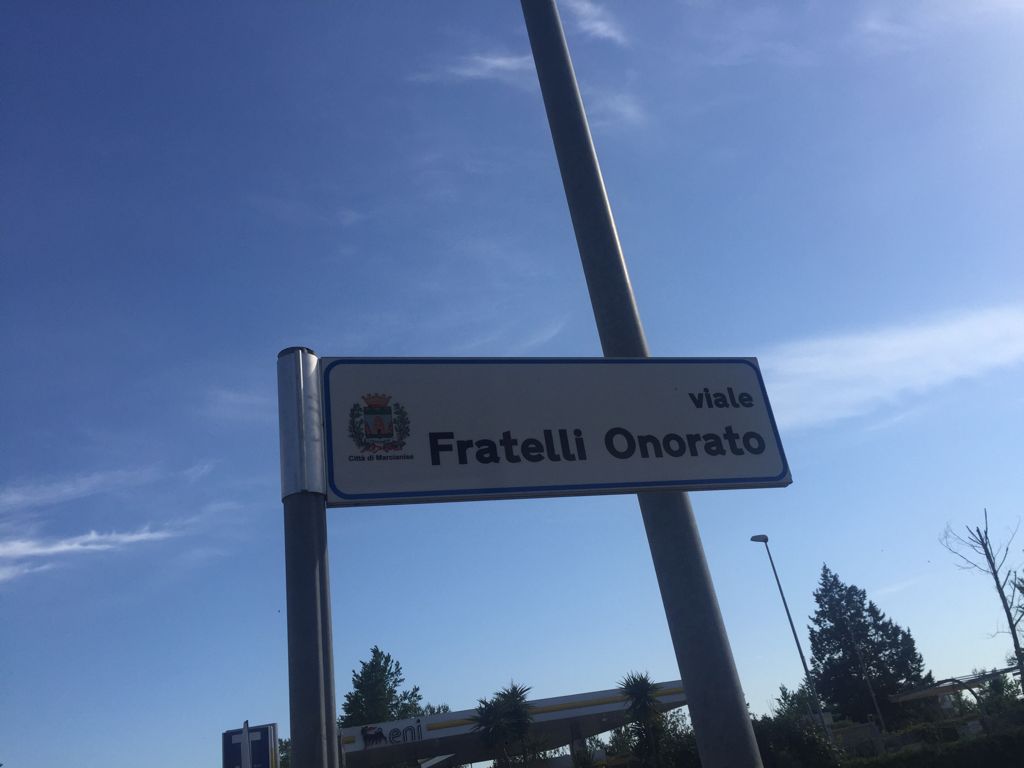 viale
Fratelli Onorato
Città di Marcianise
eni
T